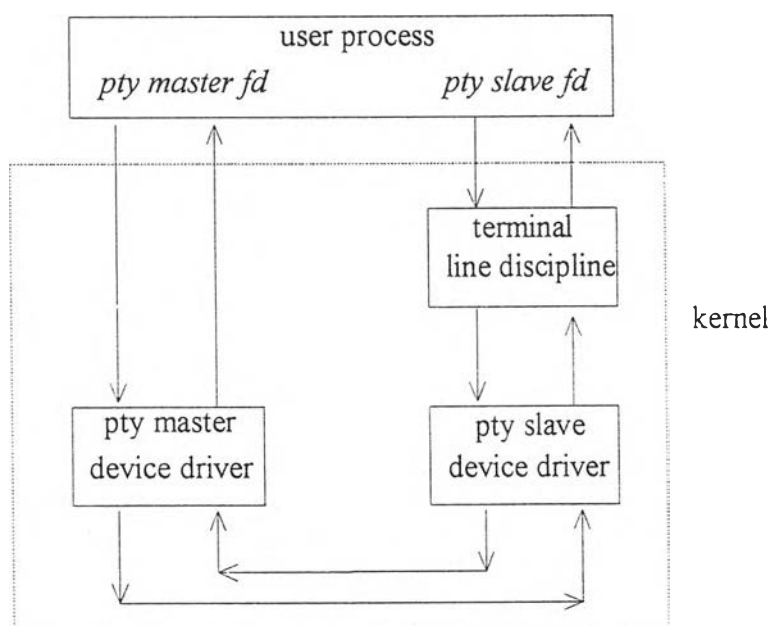 user process
pty master fd
pty slave fd
terminal
line discipline
kernel
pty master
device driver
pty slave
device driver